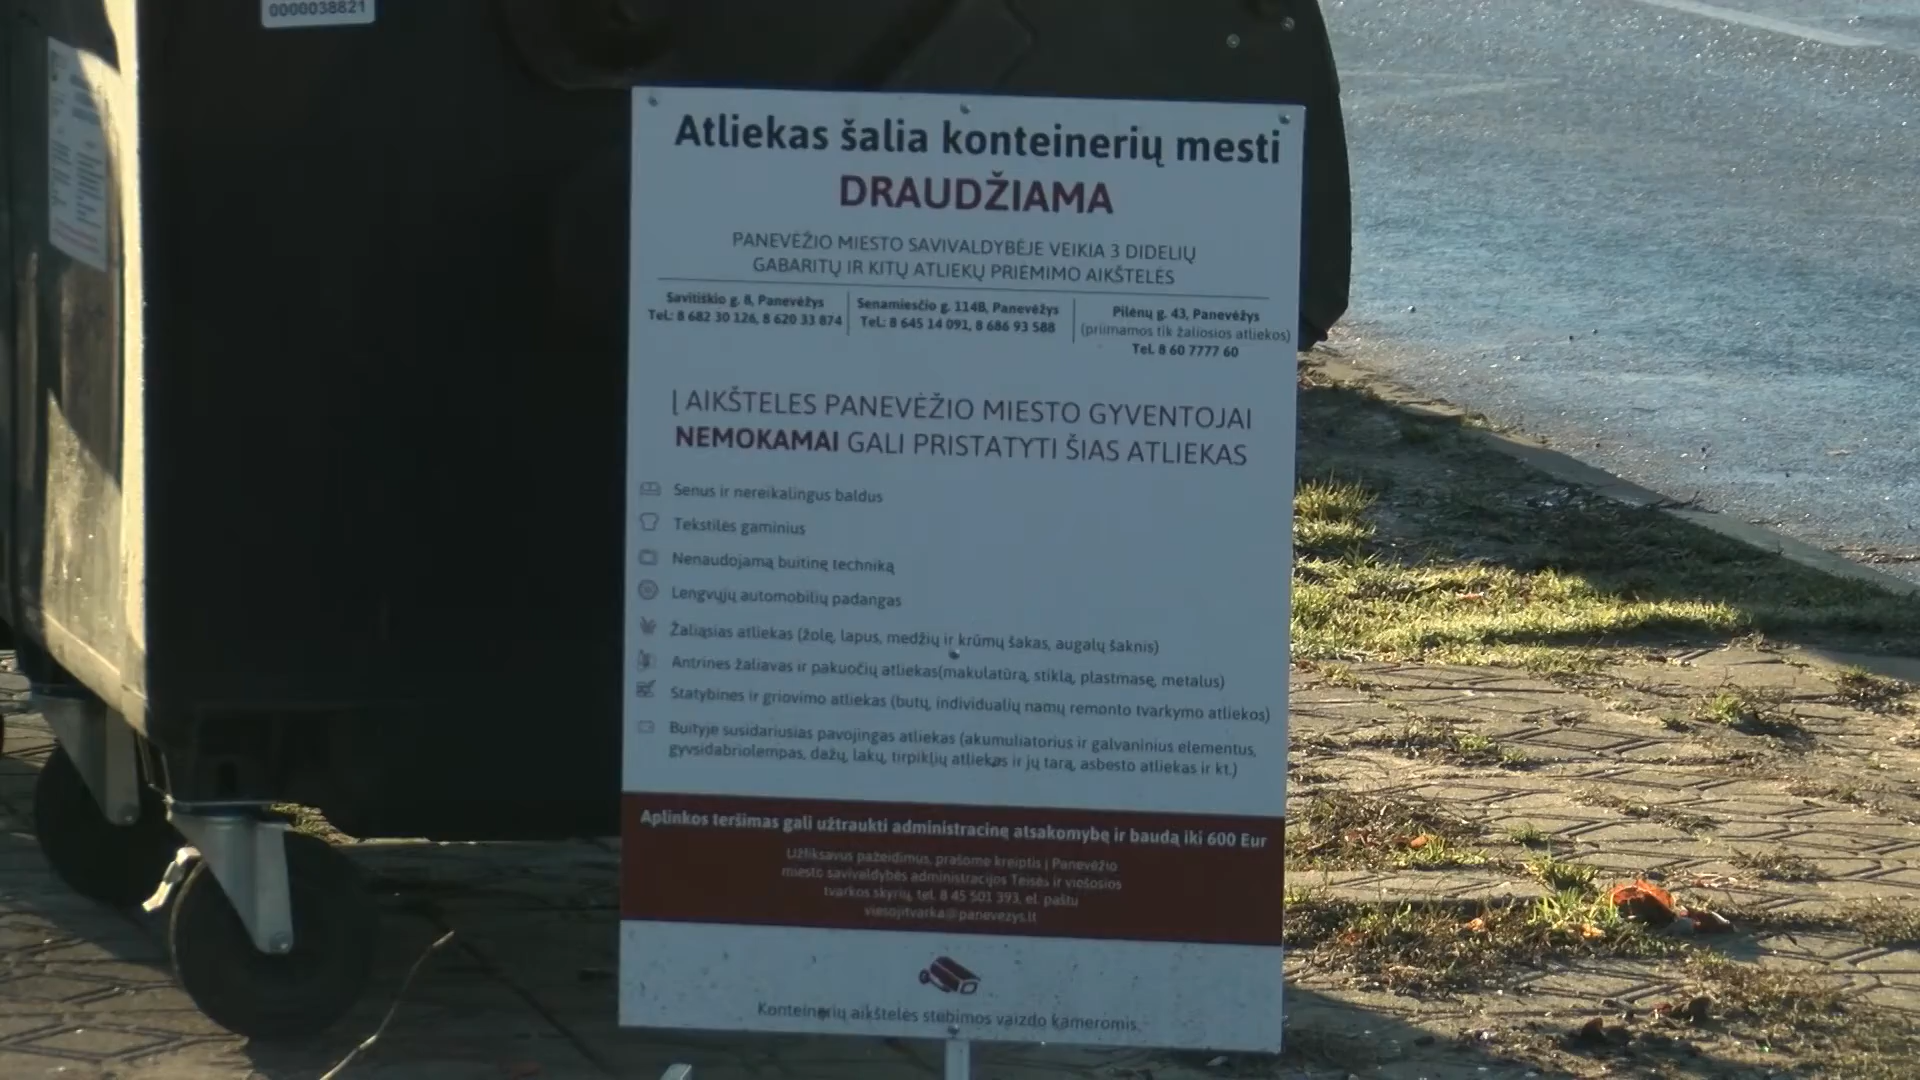 0000038821
Atliekas šalia konteinerių mesti
DRAUDŽIAMA
PANEVĖŽIO MIESTO SAVIVALDYBĖJE VEIKIA 3 DIDELIŲ
GABARITŲ IR KITŲ ATLIEKŲ PRIĖMIMO AIKŠTELĖS
Savitiškio g. 8, Panevėžys
Tel.: 8 682 30 126, 8 620 33 874
Senamiesčio g. 114B, Panevėžys
Tel.: 8 645 14 091, 8 686 93 588
Pilėnų g. 43, Panevėžys
(priimamos tik žaliosios atliekos)
Tel. 8 60 7777 60
Į AIKŠTELES PANEVĖŽIO MIESTO GYVENTOJAI
NEMOKAMAI GALI PRISTATYTI ŠIAS ATLIEKAS
Senus ir nereikalingus baldus
Tekstilės gaminius
Nenaudojamą buitinę techniką
Lengvųjų automobilių padangas
Žaliąsias atliekas (žolę, lapus, medžių ir krūmų šakas, augalų šaknis)
Antrines žaliavas ir pakuočių atliekas(makulatūrą, stiklą, plastmasę, metalus)
Statybinės ir griovimo atliekas (butų, individualių namų remonto tvarkymo atliekos)
Buityje susidariusias pavojingas atliekas (akumuliatorius ir galvaninius elementus,
gyvsidabriolempas, dažų, lakų, tirpiklių atliekas ir jų tarą, asbesto atliekas ir kt.)
Aplinkos teršimas gali užtraukti administracinę atsakomybę ir baudą iki 600 Eur
Užfiksavus pažeidimus, prašome kreiptis į Panevėžio
miesto savivaldybės administracijos Teisės ir viešosios
tvarkos skyrių, tel. 8 45 501 393, el. paštu
viesojitvarka@panevezys.lt
Konteinerių aikštelės stebimos vaizdo kameromis.